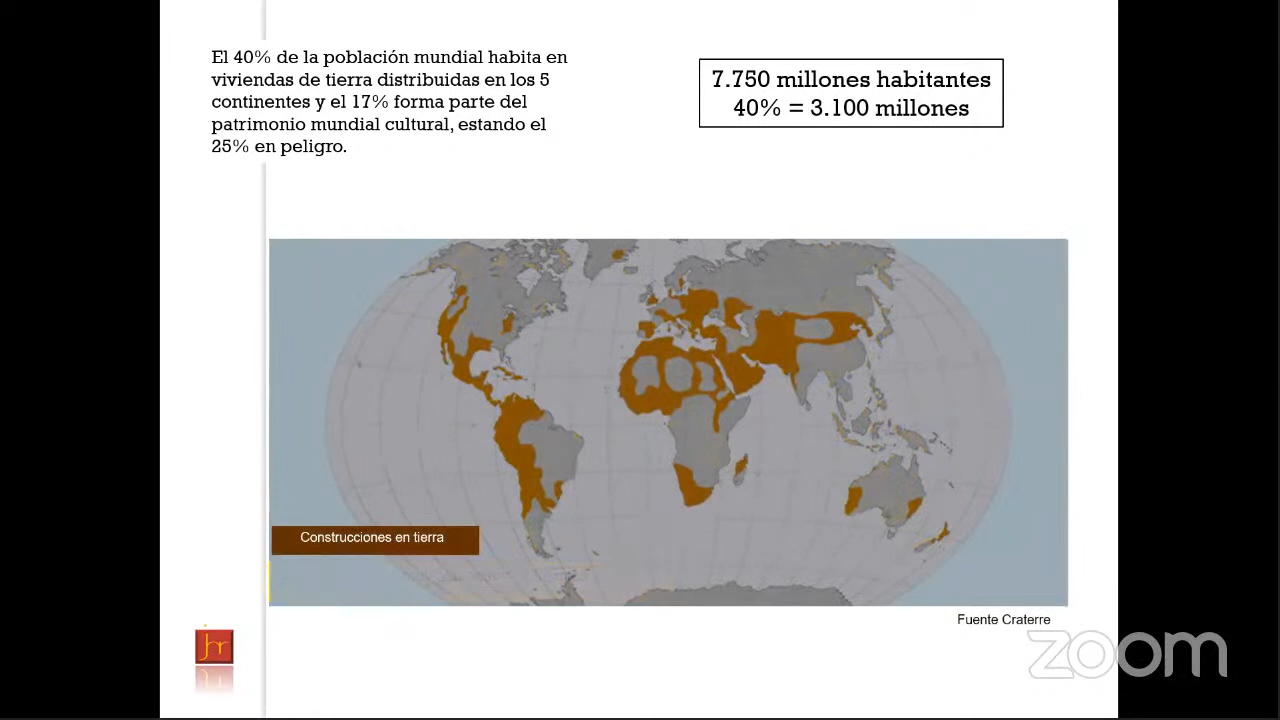 El 40% de la población mundial habita en
viviendas de tierra distribuidas en los 5
continentes y el 17% forma parte del
patrimonio mundial cultural, estando el
25% en peligro.
7.750 millones habitantes
40% = 3.100 millones
Construcciones en tierra
Fuente Craterre
jhr
zoom